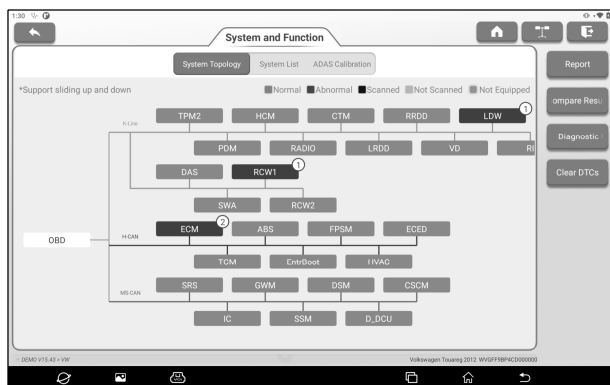 1:30
System and Function
System Topology System List ADAS Calibration
*Support sliding up and down
Normal Abnormal Scanned Not Scanned Not Equipped
K-Line
TPM2 HCM CTM RRDD LDW 1
PDM RADIO LRDD VD RI
DAS RCW1 1
SWA RCW2
OBD
H-CAN
ECM 2 ABS FPSM ECED
TCM EntrBoot HVAC
MS-CAN
SRS GWM DSM CSCM
IC SSM D_DCU
Report
ompare Resu
Diagnostic
Clear DTCs
DEMO V15.43 > VW
Volkswagen Touareg 2012 WVGFF9BP4CD000000